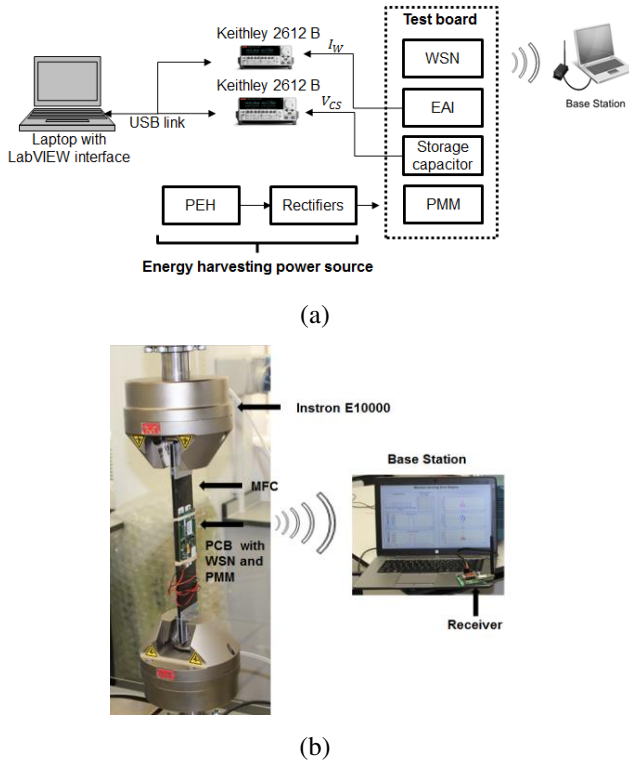 Test board
Keithley 2612 B
I_W
WSN
Keithley 2612 B
V_CS
EAI
Base Station
USB link
Laptop with
LabVIEW interface
Storage
capacitor
PEH
Rectifiers
PMM
Energy harvesting power source
(a)
Instron E10000
Base Station
MFC
PCB with
WSN and
PMM
Receiver
(b)